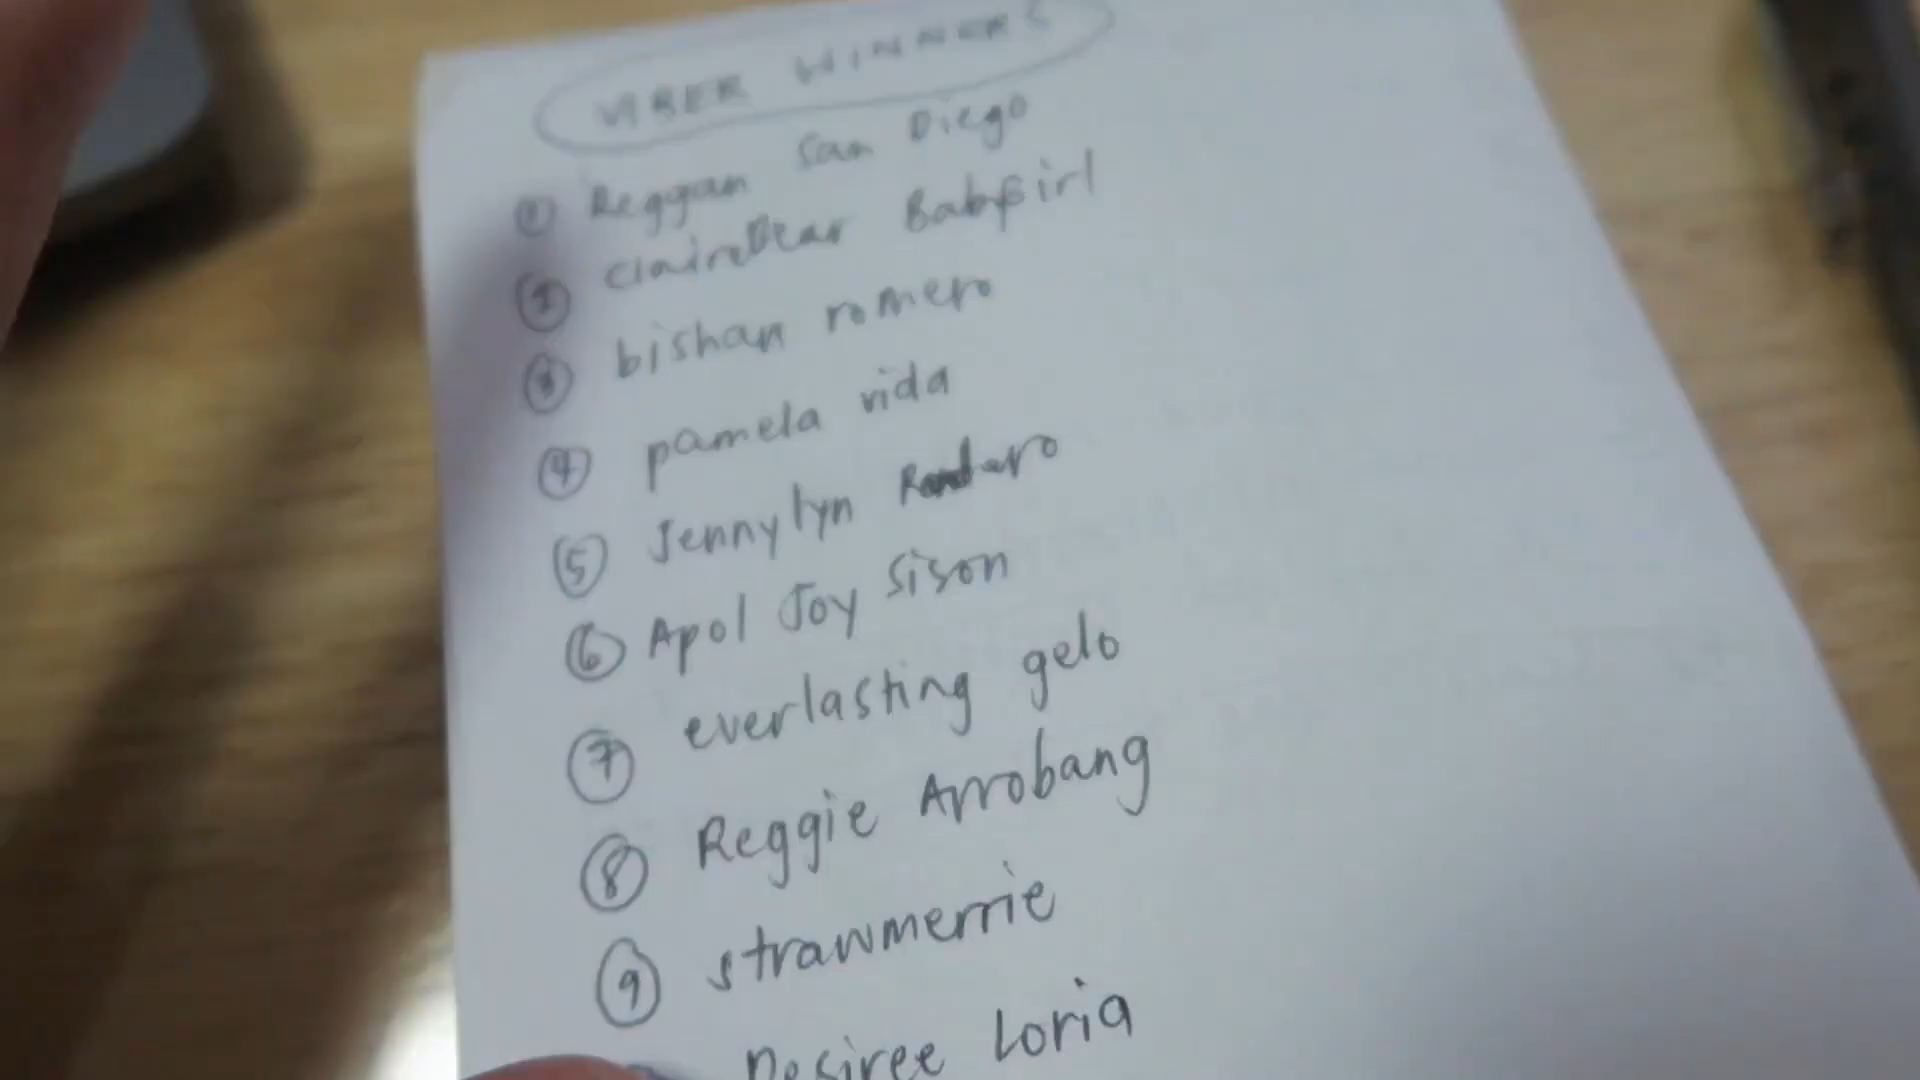 VIBER WINNERS
① Reggan San Diego
② ClaireBear BabyGirl
③ bishan romero
④ pamela vida
⑤ Jennylyn
⑥ Apol Joy Sison
⑦ everlasting gelo
⑧ Reggie Arrobang
⑨ strawmerrie
Desiree Loria